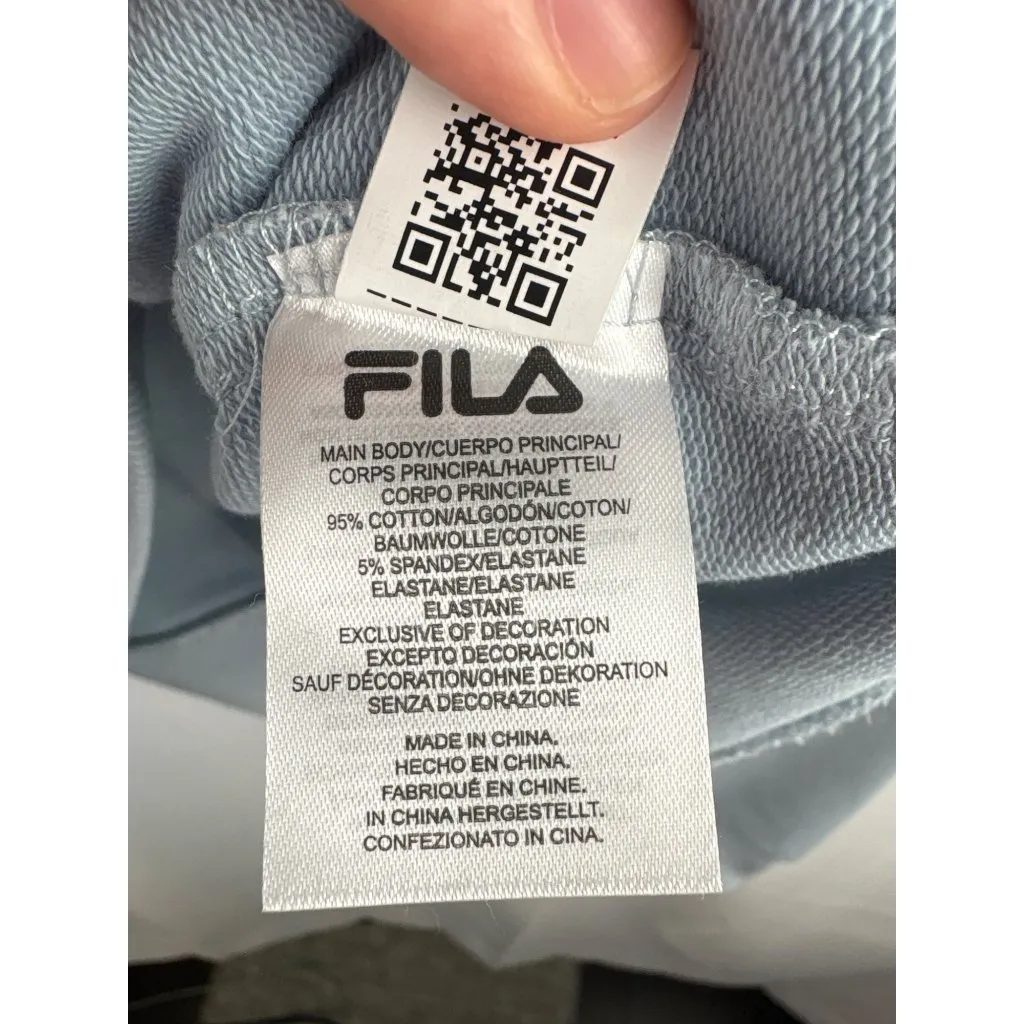 FILA
MAIN BODY/CUERPO PRINCIPAL/
CORPS PRINCIPAL/HAUPTTEIL/
CORPO PRINCIPALE
95% COTTON/ALGODÓN/COTON/
BAUMWOLLE/COTONE
5% SPANDEX/ELASTANE
ELASTANE/ELASTANE
ELASTANE
EXCLUSIVE OF DECORATION
EXCEPTO DECORACIÓN
SAUF DÉCORATION/OHNE DEKORATION
SENZA DECORAZIONE
MADE IN CHINA.
HECHO EN CHINA.
FABRIQUÉ EN CHINE.
IN CHINA HERGESTELLT.
CONFEZIONATO IN CINA.